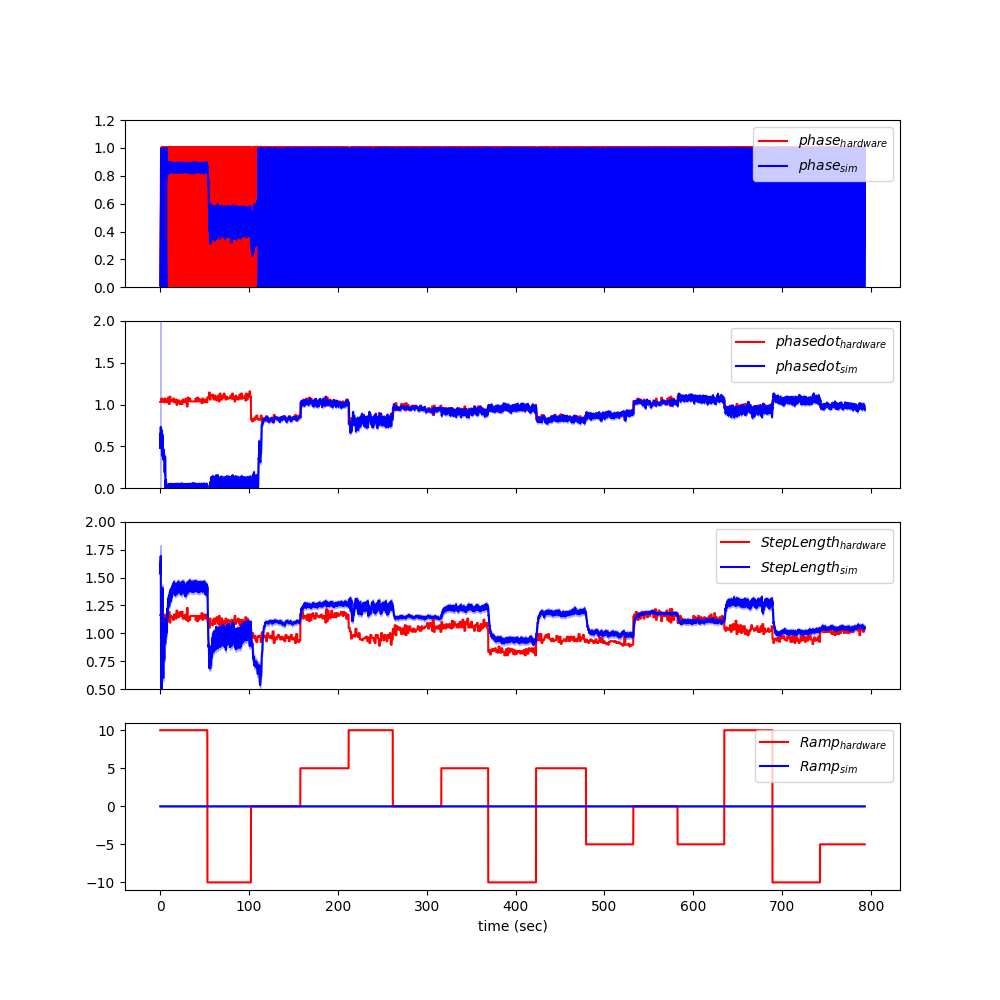 1.2
1.0
0.8
0.6
0.4
0.2
0.0
phase_hardware
phase_sim
2.0
1.5
1.0
0.5
0.0
phasedot_hardware
phasedot_sim
2.00
1.75
1.50
1.25
1.00
0.75
0.50
StepLength_hardware
StepLength_sim
10
5
0
−5
−10
Ramp_hardware
Ramp_sim
0 100 200 300 400 500 600 700 800
time (sec)